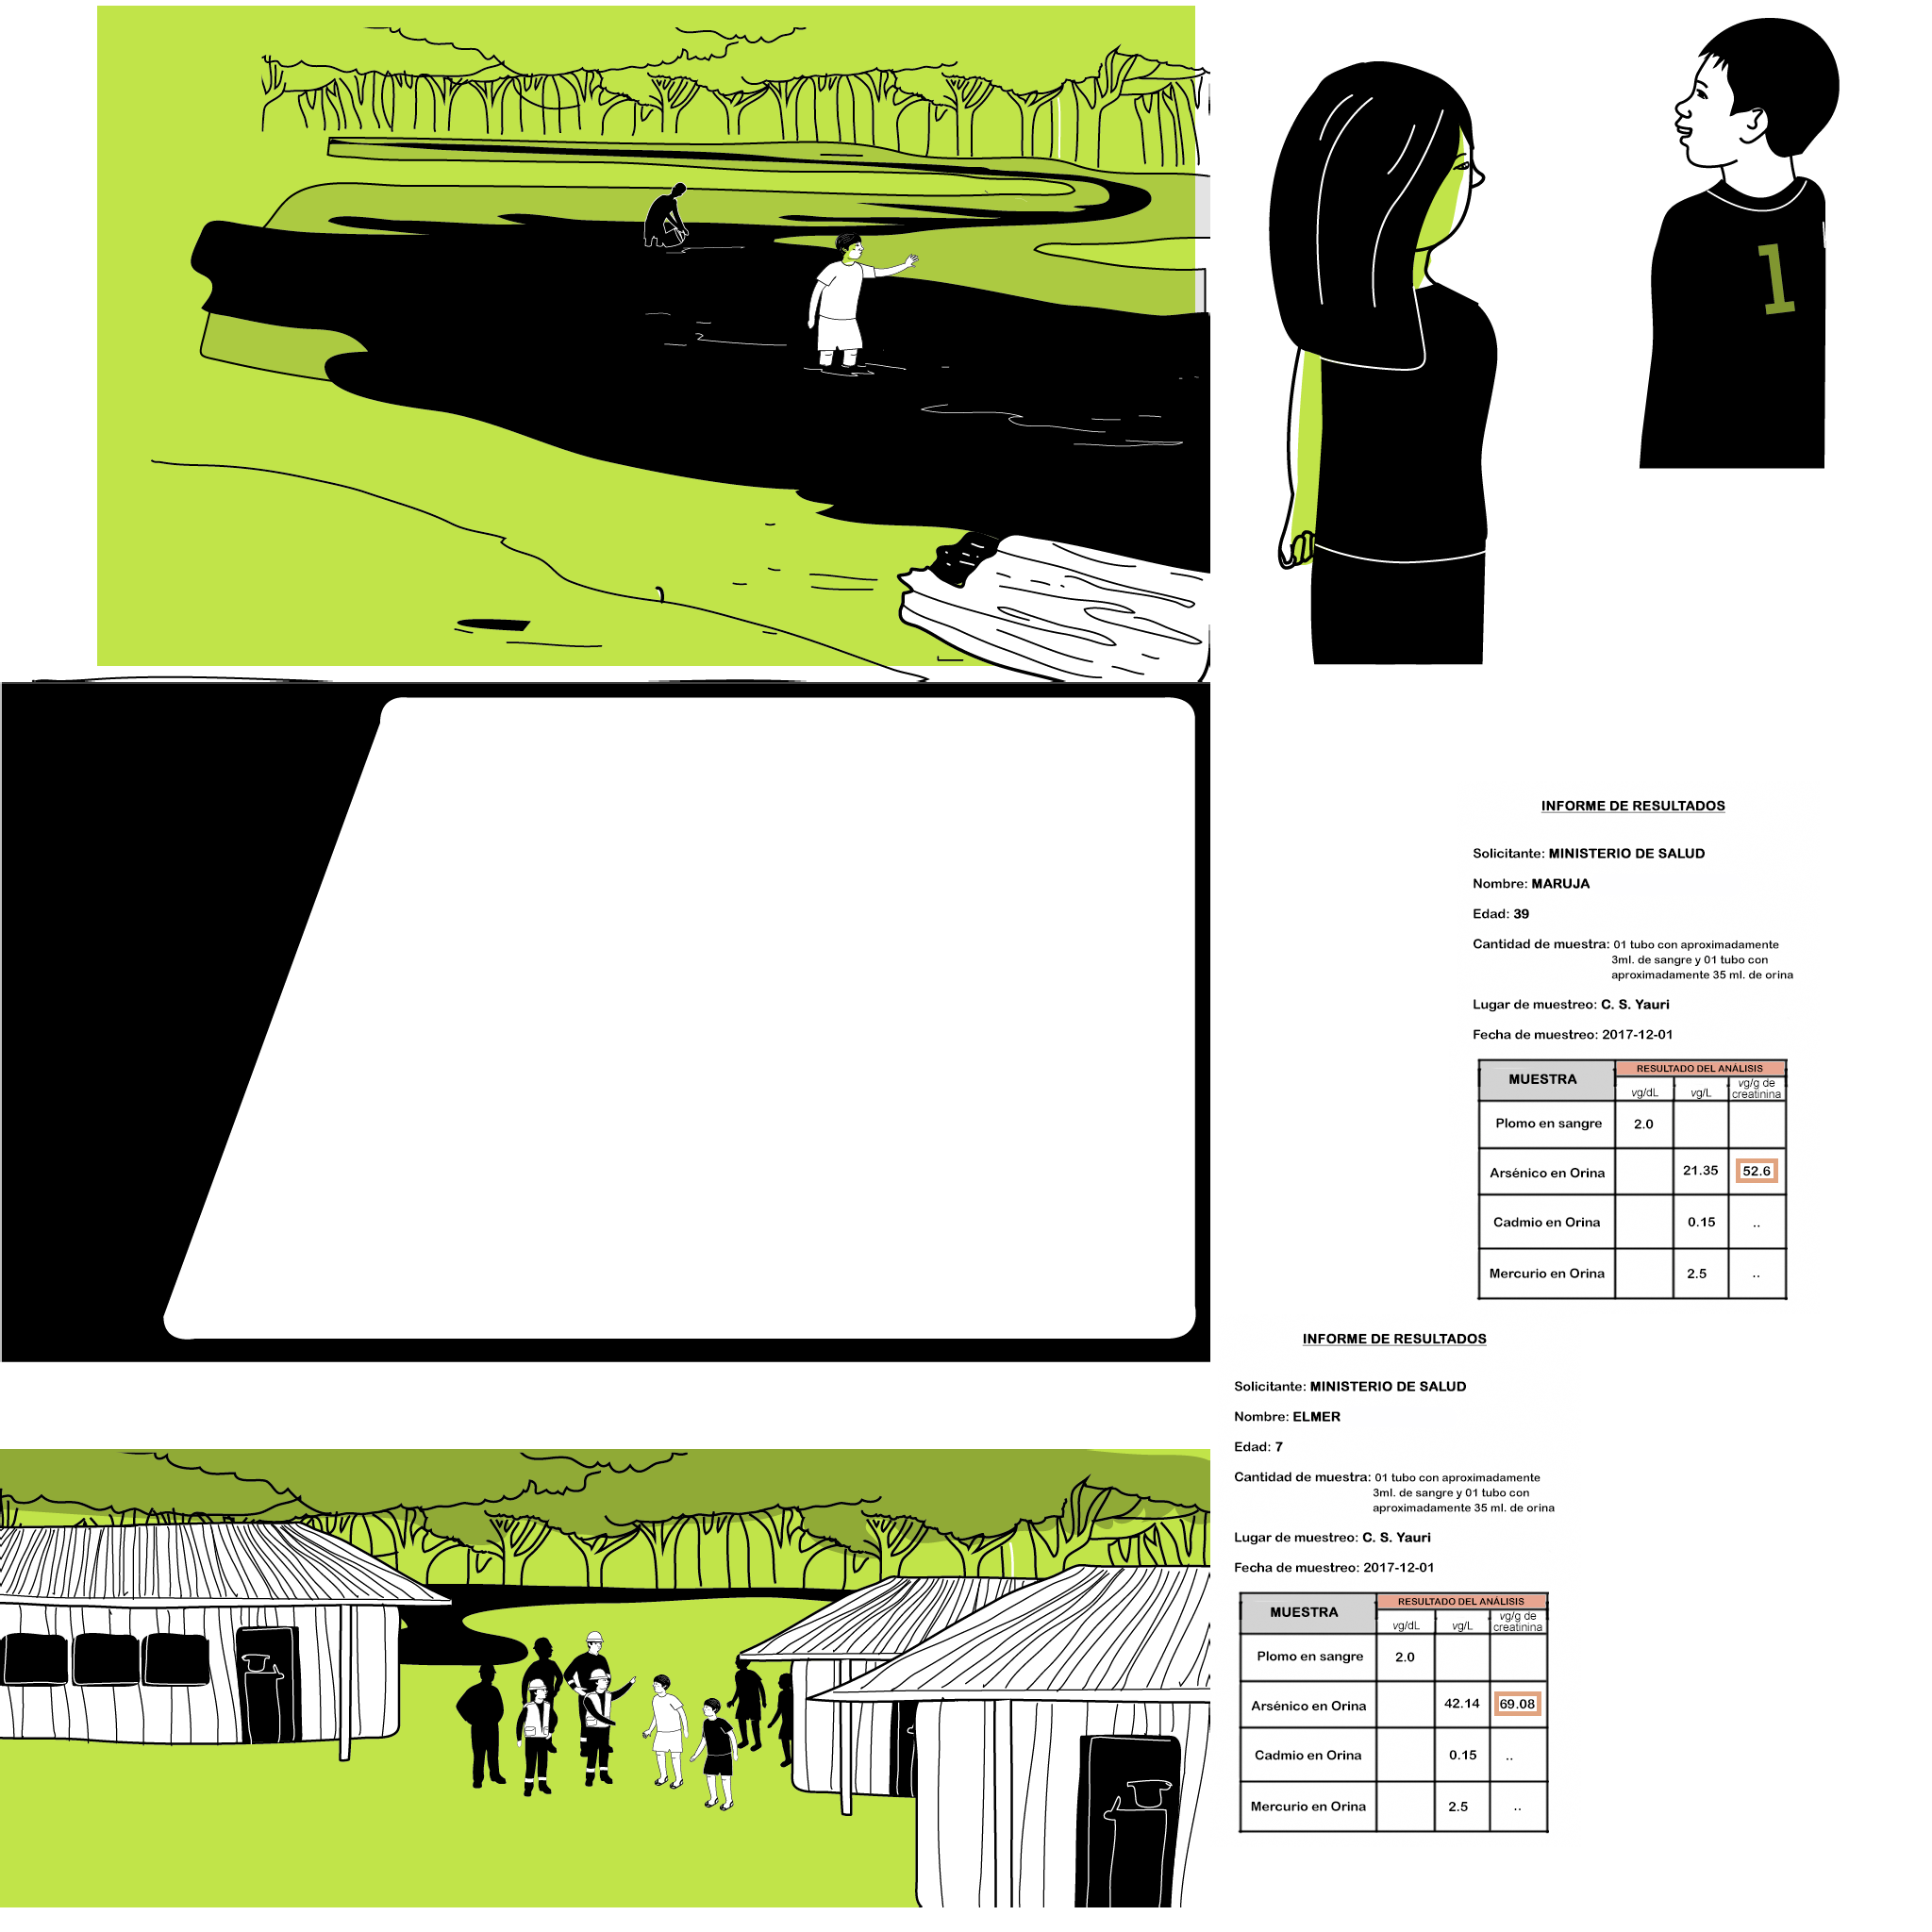 1
INFORME DE RESULTADOS
Solicitante: MINISTERIO DE SALUD
Nombre: MARUJA
Edad: 39
Cantidad de muestra: 01 tubo con aproximadamente
3ml. de sangre y 01 tubo con
aproximadamente 35 ml. de orina
Lugar de muestreo: C. S. Yauri
Fecha de muestreo: 2017-12-01
MUESTRA RESULTADO DEL ANÁLISIS
vg/dL vg/L vg/g de
creatinina
Plomo en sangre 2.0
Arsénico en Orina 21.35 52.6
Cadmio en Orina 0.15 ..
Mercurio en Orina 2.5 ..
INFORME DE RESULTADOS
Solicitante: MINISTERIO DE SALUD
Nombre: ELMER
Edad: 7
Cantidad de muestra: 01 tubo con aproximadamente
3ml. de sangre y 01 tubo con
aproximadamente 35 ml. de orina
Lugar de muestreo: C. S. Yauri
Fecha de muestreo: 2017-12-01
MUESTRA RESULTADO DEL ANÁLISIS
vg/dL vg/L vg/g de
creatinina
Plomo en sangre 2.0
Arsénico en Orina 42.14 69.08
Cadmio en Orina 0.15 ..
Mercurio en Orina 2.5 ..